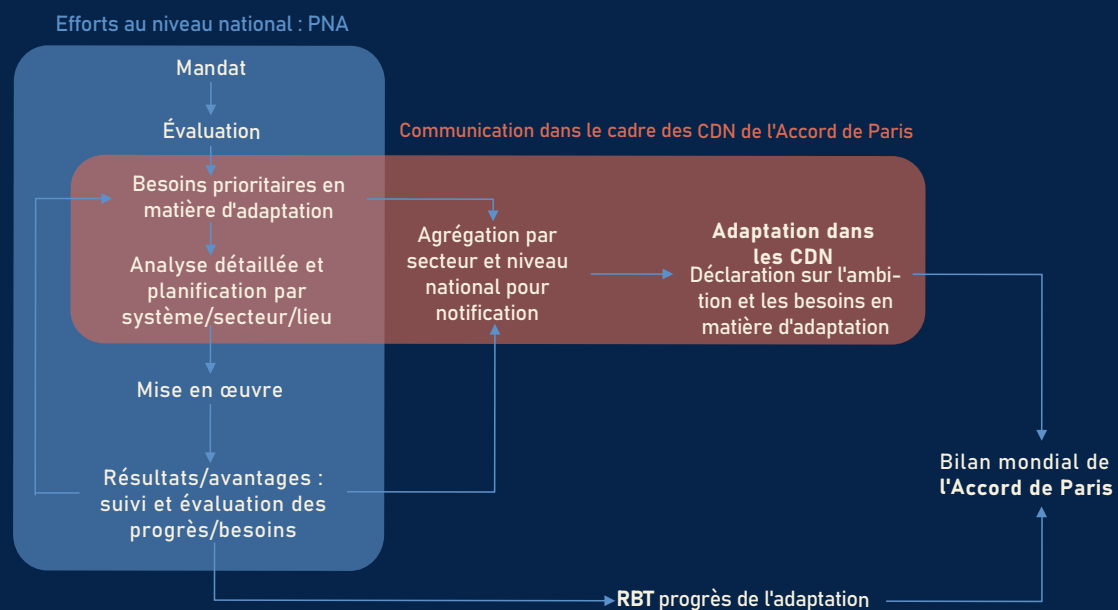 Efforts au niveau national : PNA
Mandat
Évaluation
Communication dans le cadre des CDN de l'Accord de Paris
Besoins prioritaires en
matière d'adaptation
Analyse détaillée et
planification par
système/secteur/lieu
Agrégation par
secteur et niveau
national pour
notification
Adaptation dans
les CDN
Déclaration sur l'ambi-
tion et les besoins en
matière d'adaptation
Mise en œuvre
Résultats/avantages :
suivi et évaluation des
progrès/besoins
Bilan mondial de
l'Accord de Paris
RBT progrès de l'adaptation